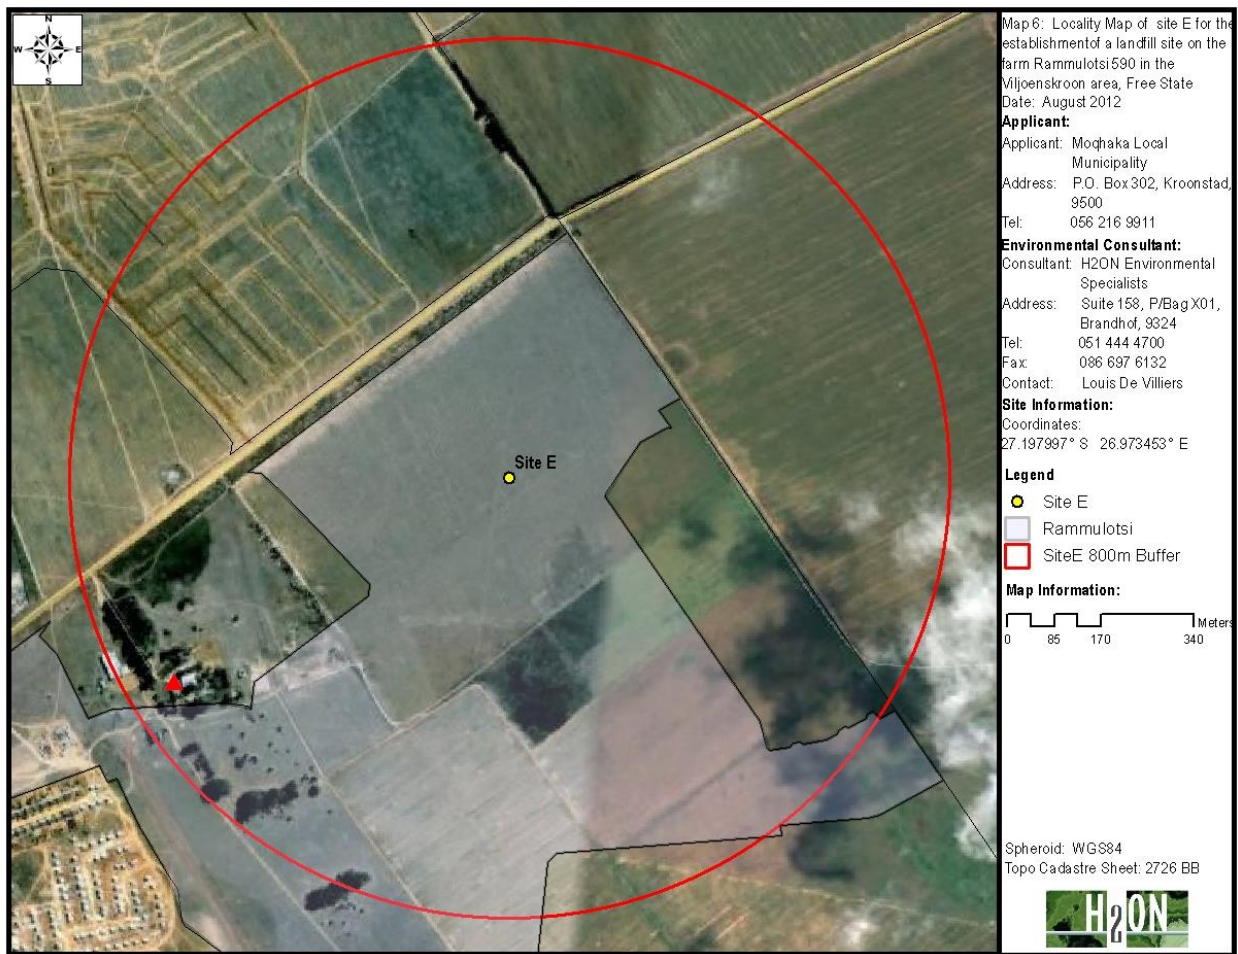 N
W E
S
Site E
Map 6: Locality Map of site E for the
establishmentof a landfill site on the
farm Rammulotsi 590 in the
Viljoenskroon area, Free State
Date: August 2012
Applicant:
Applicant: Moqhaka Local
Municipality
Address: P.O. Box 302, Kroonstad,
9500
Tel: 056 216 9911
Environmental Consultant:
Consultant: H2ON Environmental
Specialists
Address: Suite 158, P/Bag X01,
Brandhof, 9324
Tel: 051 444 4700
Fax: 086 697 6132
Contact: Louis De Villiers
Site Information:
Coordinates:
27.197997° S 26.973453° E
Legend
Site E
Rammulotsi
SiteE 800m Buffer
Map Information:
Meters
0 85 170 340
Spheroid: WGS84
Topo Cadastre Sheet: 2726 BB
H2ON